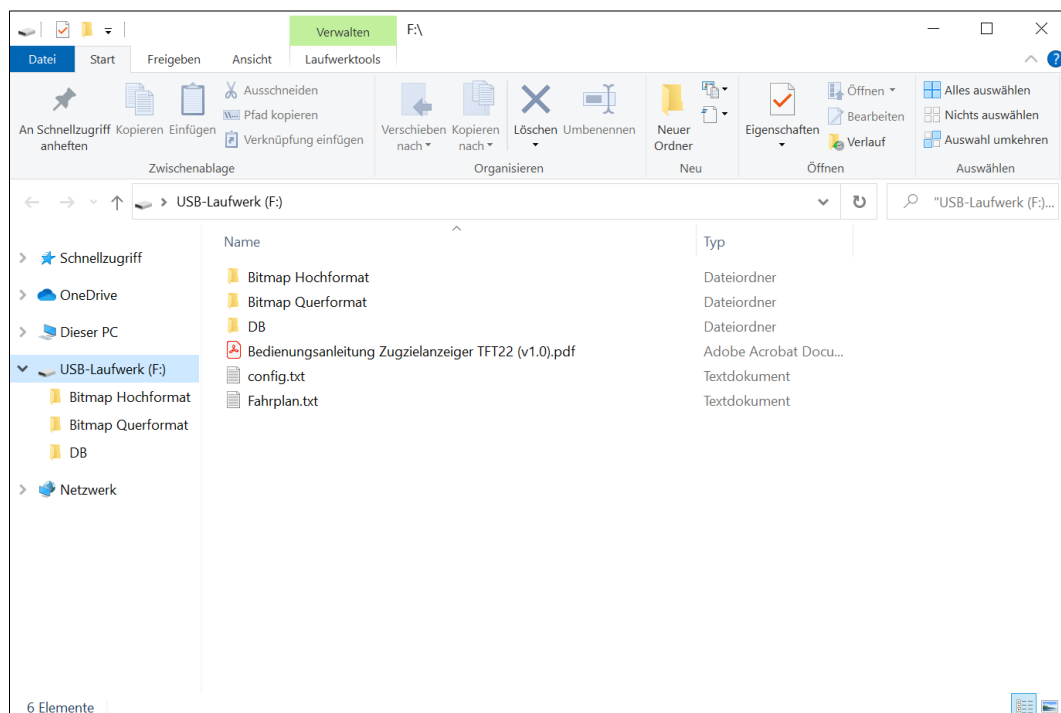 Verwalten F:\
Datei Start Freigeben Ansicht Laufwerktools
An Schnellzugriff anheften
Kopieren
Einfügen
Ausschneiden
Pfad kopieren
Verknüpfung einfügen
Zwischenablage
Verschieben nach
Kopieren nach
Löschen
Umbenennen
Organisieren
Neuer Ordner
Neu
Eigenschaften
Öffnen
Bearbeiten
Verlauf
Öffnen
Alles auswählen
Nichts auswählen
Auswahl umkehren
Auswählen
USB-Laufwerk (F:) "USB-Laufwerk (F:)...
Schnellzugriff
OneDrive
Dieser PC
USB-Laufwerk (F:)
Bitmap Hochformat
Bitmap Querformat
DB
Netzwerk
Name Typ
Bitmap Hochformat Dateiordner
Bitmap Querformat Dateiordner
DB Dateiordner
Bedienungsanleitung Zugzielanzeiger TFT22 (v1.0).pdf Adobe Acrobat Docu...
config.txt Textdokument
Fahrplan.txt Textdokument
6 Elemente